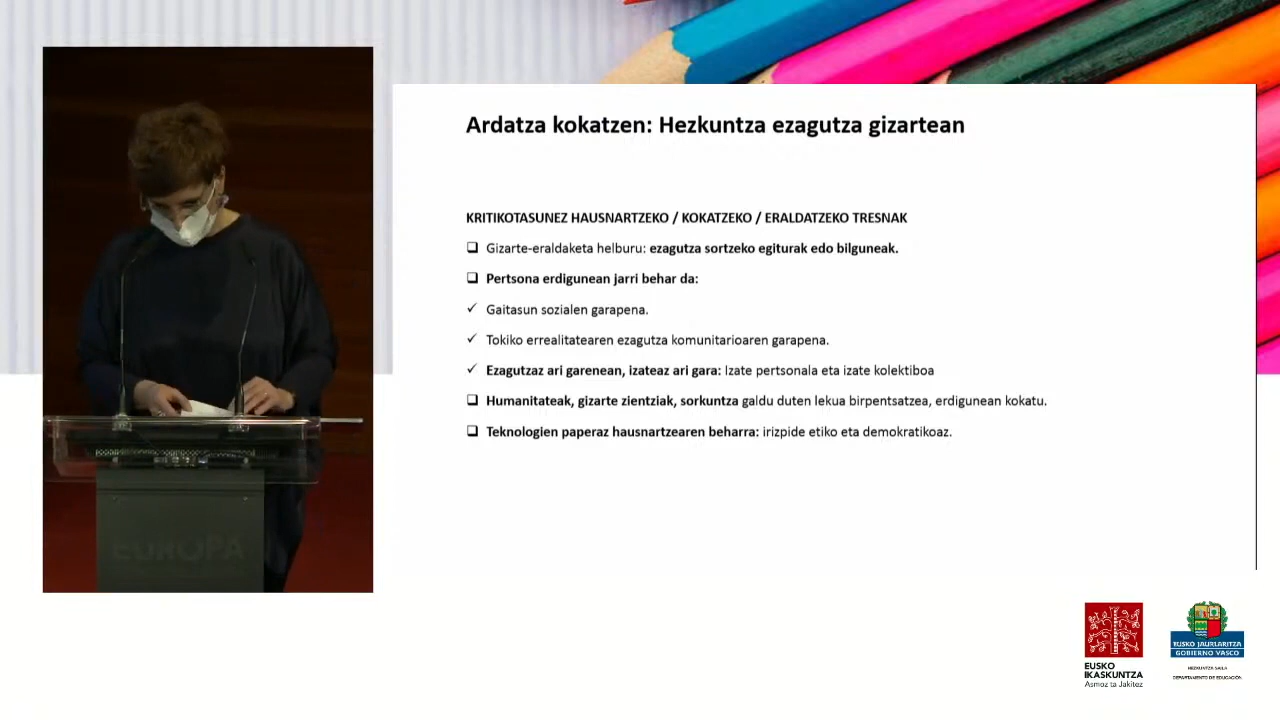 Ardatza kokatzen: Hezkuntza ezagutza gizartean
KRITIKOTASUNEZ HAUSNARTZEKO / KOKATZEKO / ERALDATZEKO TRESNAK
Gizarte-eraldaketa helburu: ezagutza sortzeko egiturak edo bilguneak.
Pertsona erdigunean jarri behar da:
Gaitasun sozialen garapena.
Tokiko errealitatearen ezagutza komunitarioaren garapena.
Ezagutzaz ari garenean, izateaz ari gara: Izate pertsonala eta izate kolektiboa
Humanitateak, gizarte zientziak, sorkuntza galdu duten lekua birpentsatzea, erdigunean kokatu.
Teknologien paperaz hausnartzearen beharra: irizpide etiko eta demokratikoaz.
EUROPA
EUSKO
IKASKUNTZA
Asmoz ta Jakitez
EUSKO JAURLARITZA
GOBIERNO VASCO
HEZKUNTZA SAILA
DEPARTAMENTO DE EDUCACIÓN